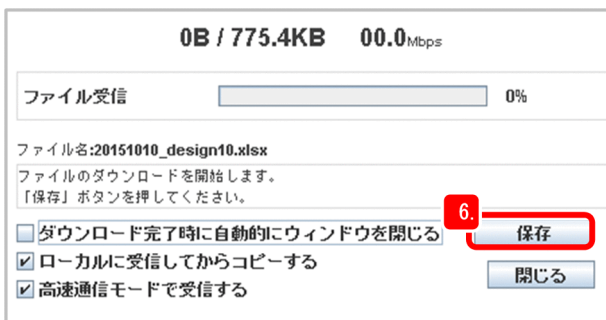 0B / 775.4KB 00.0Mbps
ファイル受信 0%
ファイル名:20151010_design10.xlsx
ファイルのダウンロードを開始します。
「保存」ボタンを押してください。
6.
ダウンロード完了時に自動的にウィンドウを閉じる 保存
ローカルに受信してからコピーする
閉じる
高速通信モードで受信する